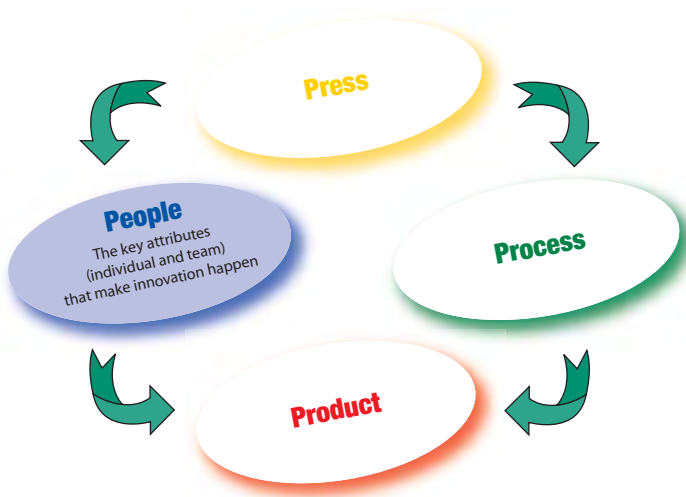 Press
People
The key attributes
(individual and team)
that make innovation happen
Process
Product